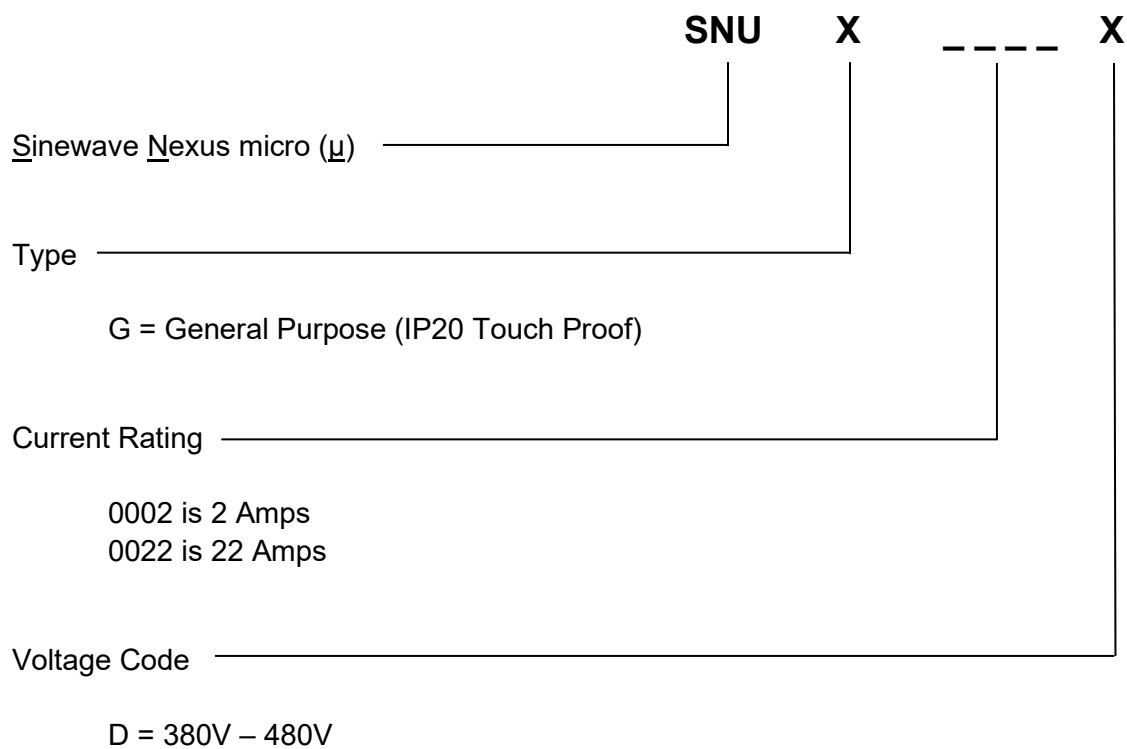 SNU X _ _ _ _ X
Sinewave Nexus micro (µ)
Type
G = General Purpose (IP20 Touch Proof)
Current Rating
0002 is 2 Amps
0022 is 22 Amps
Voltage Code
D = 380V – 480V